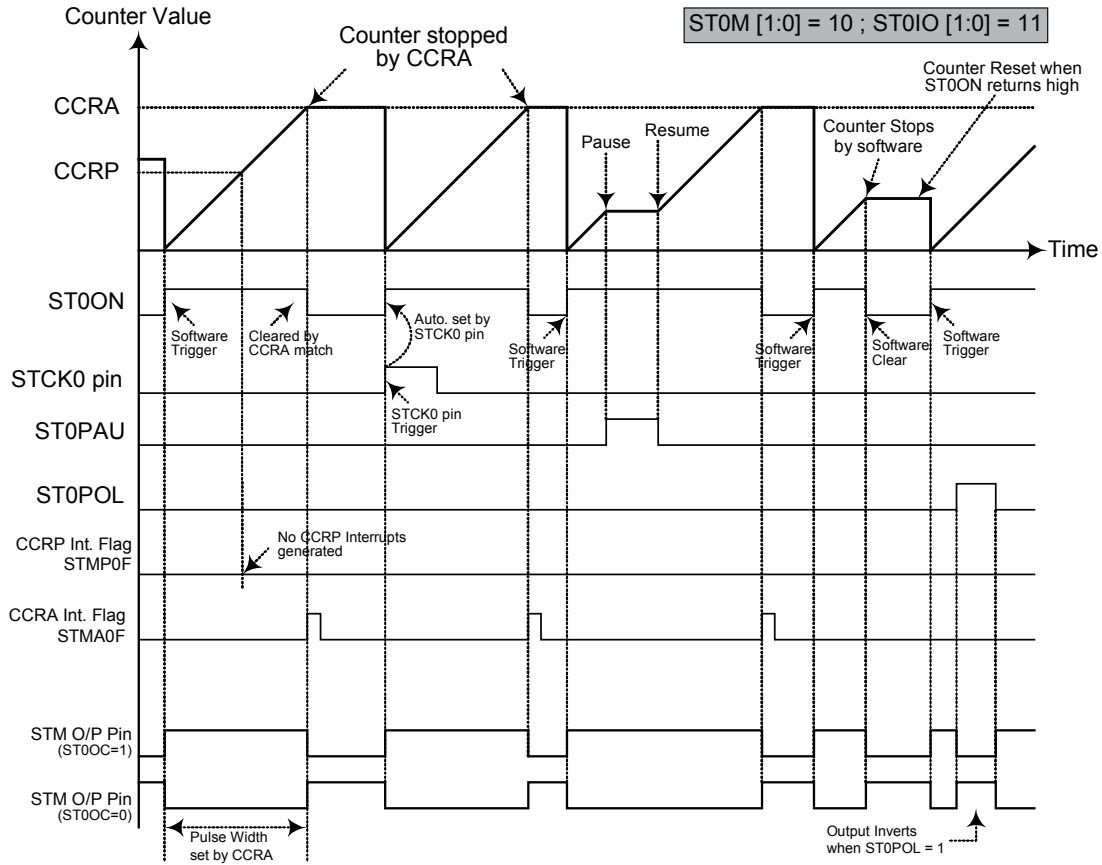 Counter Value
ST0M [1:0] = 10 ; ST0IO [1:0] = 11
Counter stopped
by CCRA
Counter Reset when
ST0ON returns high
CCRA
Pause
Resume
Counter Stops
by software
CCRP
Time
ST0ON
Software
Trigger
Cleared by
CCRA match
Auto. set by
STCK0 pin
Software
Trigger
Software
Trigger
Software
Clear
Software
Trigger
STCK0 pin
STCK0 pin
Trigger
ST0PAU
ST0POL
CCRP Int. Flag
STMP0F
No CCRP Interrupts
generated
CCRA Int. Flag
STMA0F
STM O/P Pin
(ST0OC=1)
STM O/P Pin
(ST0OC=0)
Pulse Width
set by CCRA
Output Inverts
when ST0POL = 1